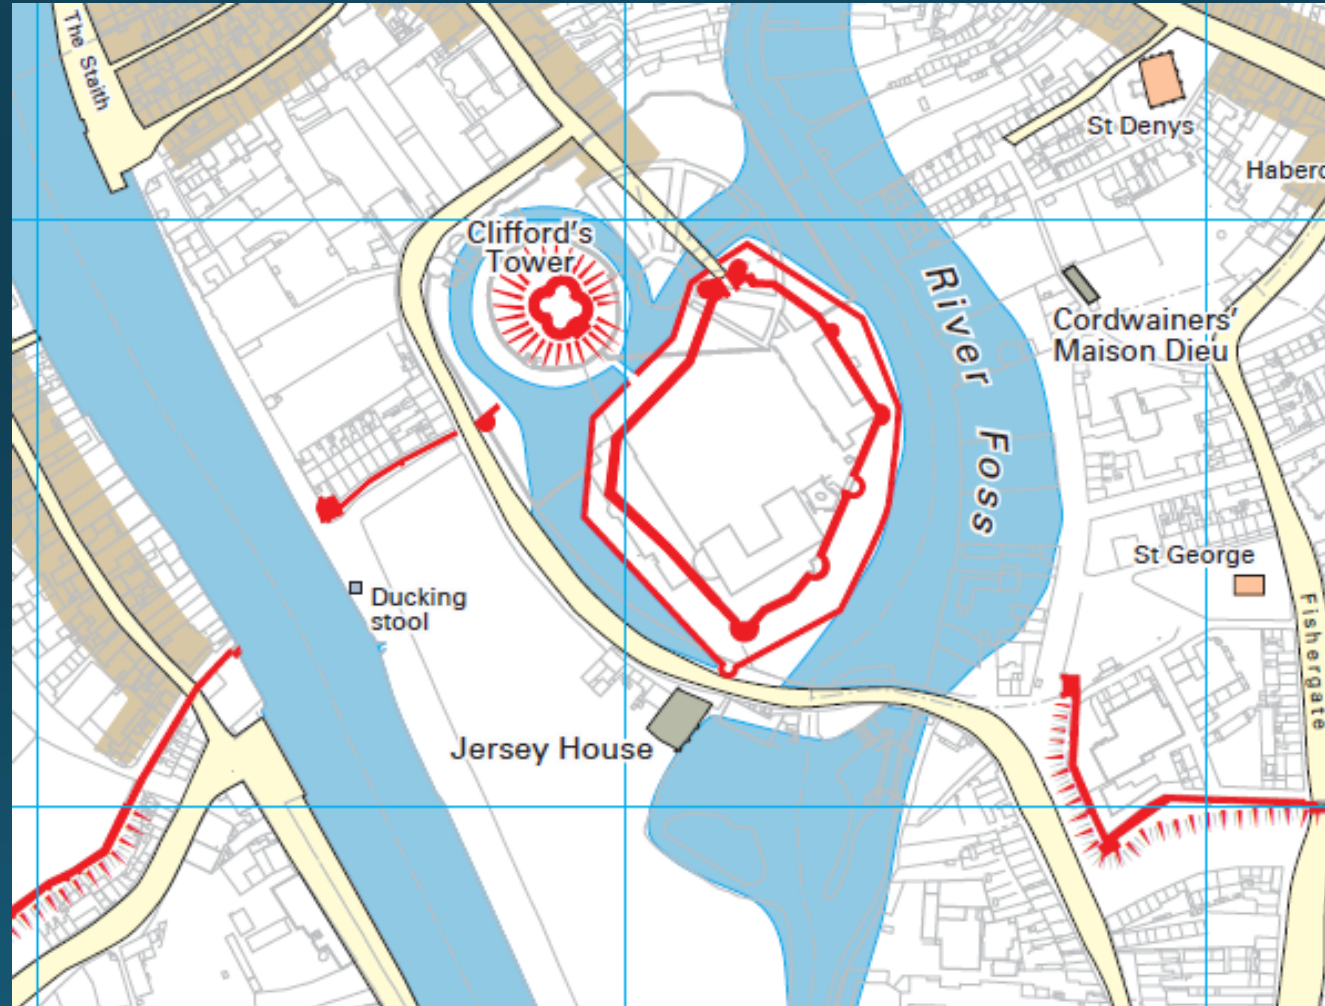 The Staith
St Denys
Haberd
Clifford's
Tower
River Foss
Cordwainers'
Maison Dieu
St George
Ducking
stool
Fishergate
Jersey House